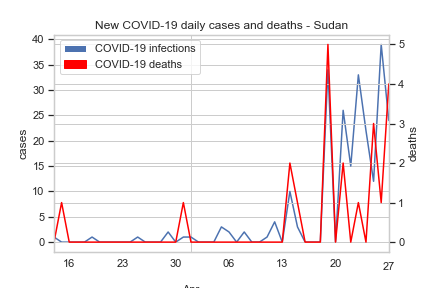 New COVID-19 daily cases and deaths - Sudan
COVID-19 infections
COVID-19 deaths
cases
40
35
30
25
20
15
10
5
0
deaths
5
4
3
2
1
0
16 23 30 06 13 20 27